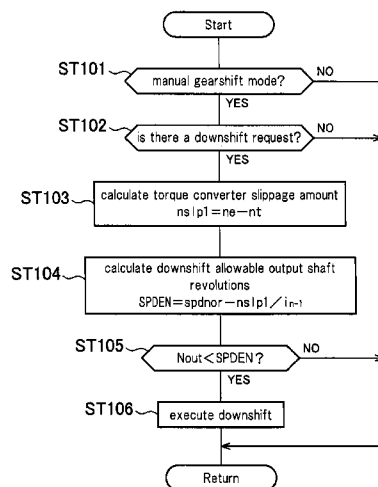 Start
ST101
manual gearshift mode?
NO
YES
ST102
is there a downshift request?
NO
YES
ST103
calculate torque converter slippage amount
nslp1=ne−nt
ST104
calculate downshift allowable output shaft
revolutions
SPDEN=spdnor−nslp1/in-1
ST105
Nout<SPDEN?
NO
YES
ST106
execute downshift
Return